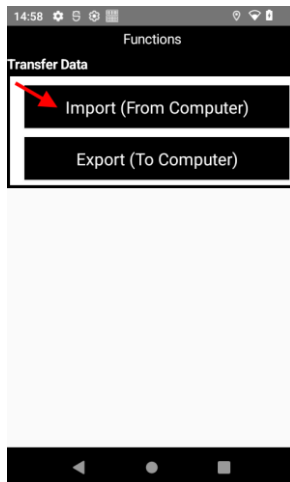 14:58
Functions
Transfer Data
Import (From Computer)
Export (To Computer)